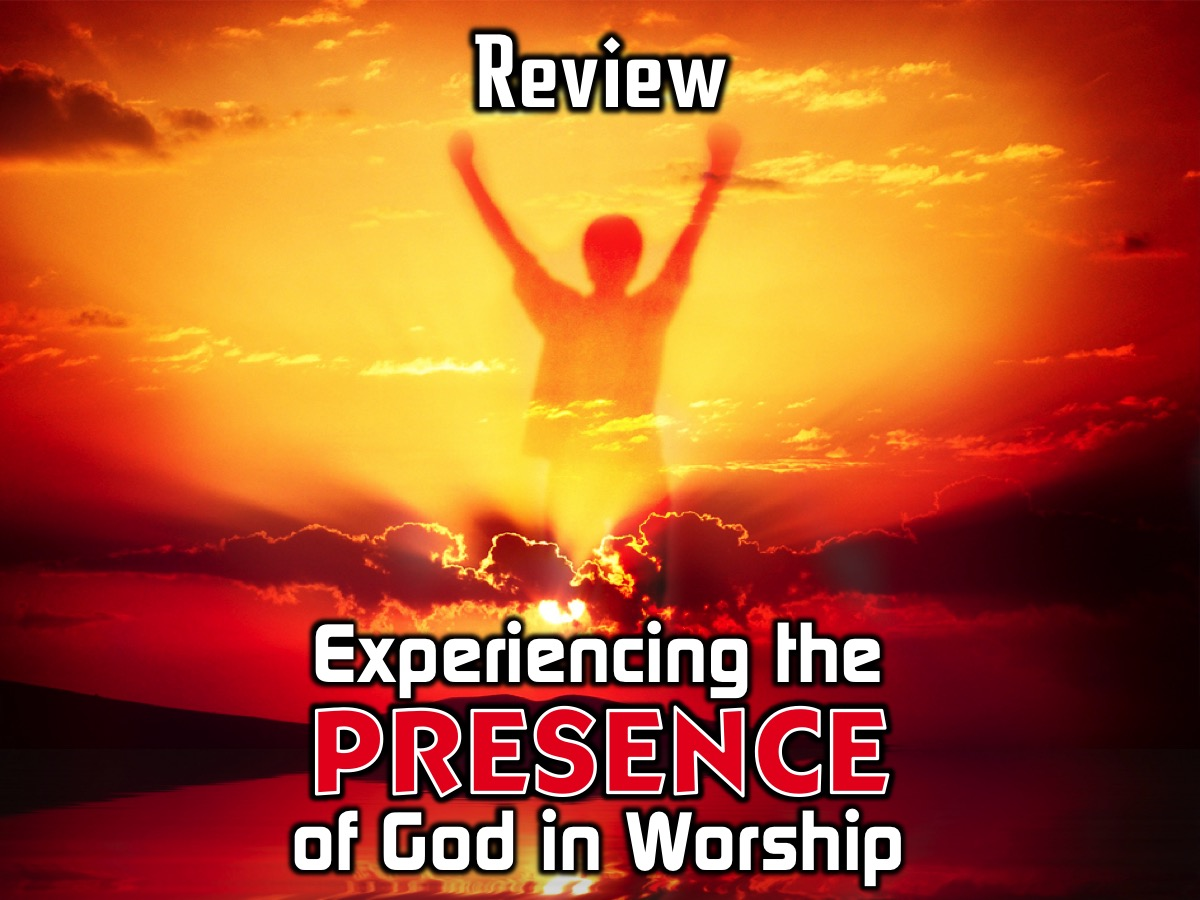 Review
Experiencing the
PRESENCE
of God in Worship